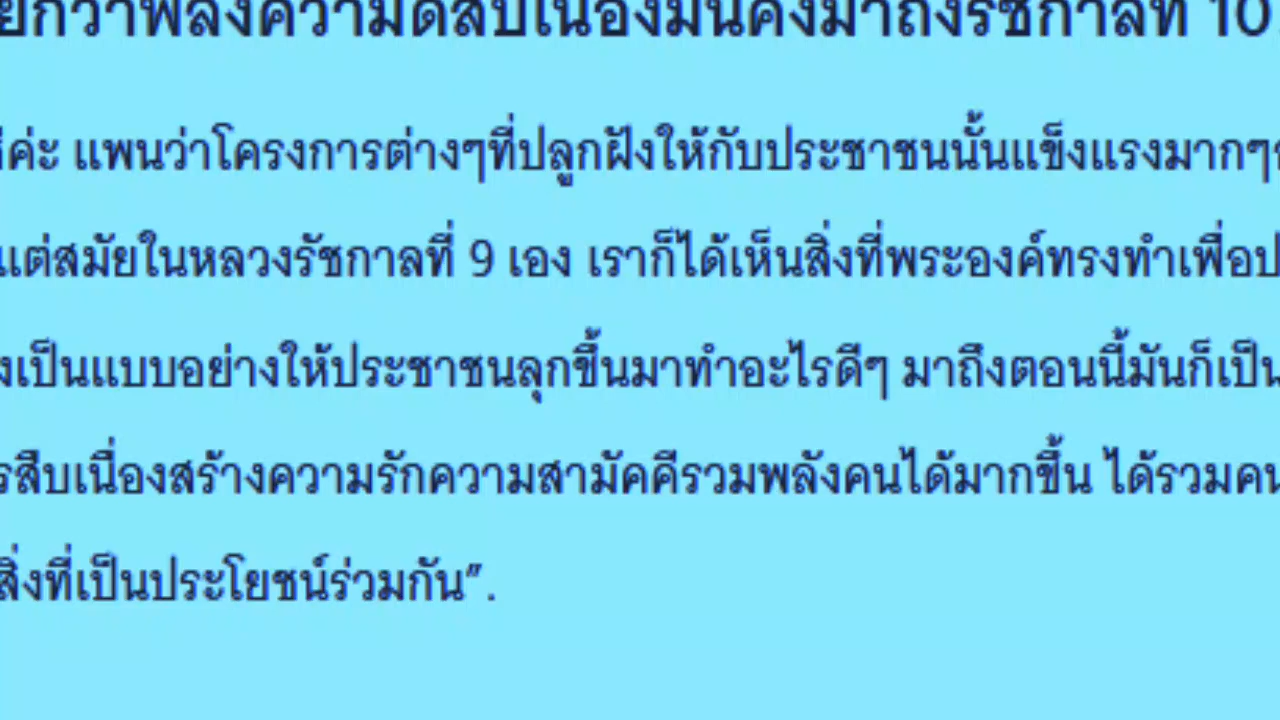 ยกว่าพลังความดีสืบเนื่องมั่นคงมาถึงรัชกาลที่ 10
ค่ะ แพนว่าโครงการต่างๆที่ปลูกฝังให้กับประชาชนนั้นแข็งแรงมากๆ
แต่สมัยในหลวงรัชกาลที่ 9 เอง เราก็ได้เห็นสิ่งที่พระองค์ทรงทำเพื่อป
งเป็นแบบอย่างให้ประชาชนลุกขึ้นมาทำอะไรดีๆ มาถึงตอนนี้มันก็เป็น
รสืบเนื่องสร้างความรักความสามัคคีรวมพลังคนได้มากขึ้น ได้รวมคน
สิ่งที่เป็นประโยชน์ร่วมกัน”.